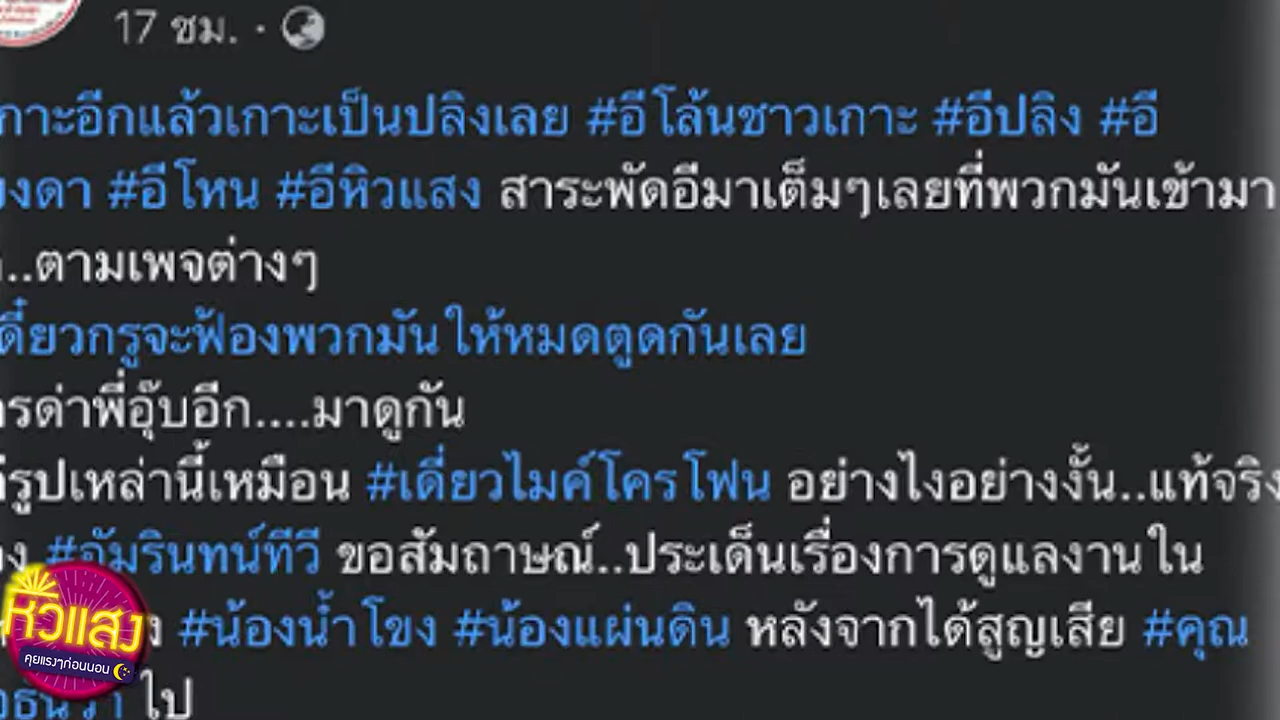 17 ชม. ·
กาะอีกแล้วเกาะเป็นปลิงเลย #อีโล้นชาวเกาะ #อีปลิง #อี
งดา #อีโหน #อีหิวแสง สาระพัดอีมาเต็มๆเลยที่พวกมันเข้ามา
..ตามเพจต่างๆ
ดี๋ยวกรูจะฟ้องพวกมันให้หมดตูดกันเลย
รด่าพี่อุ๊บอีก....มาดูกัน
รูปเหล่านี้เหมือน #เดี่ยวไมค์โครโฟน อย่างไงอย่างงั้น..แท้จริง
ง #อัมรินทน์ทีวี ขอสัมถาษณ์..ประเด็นเรื่องการดูแลงานใน
ง #น้องน้ำโขง #น้องแผ่นดิน หลังจากได้สูญเสีย #คุณ
ไป
หิวแสง
คุยแรงๆก่อนนอน